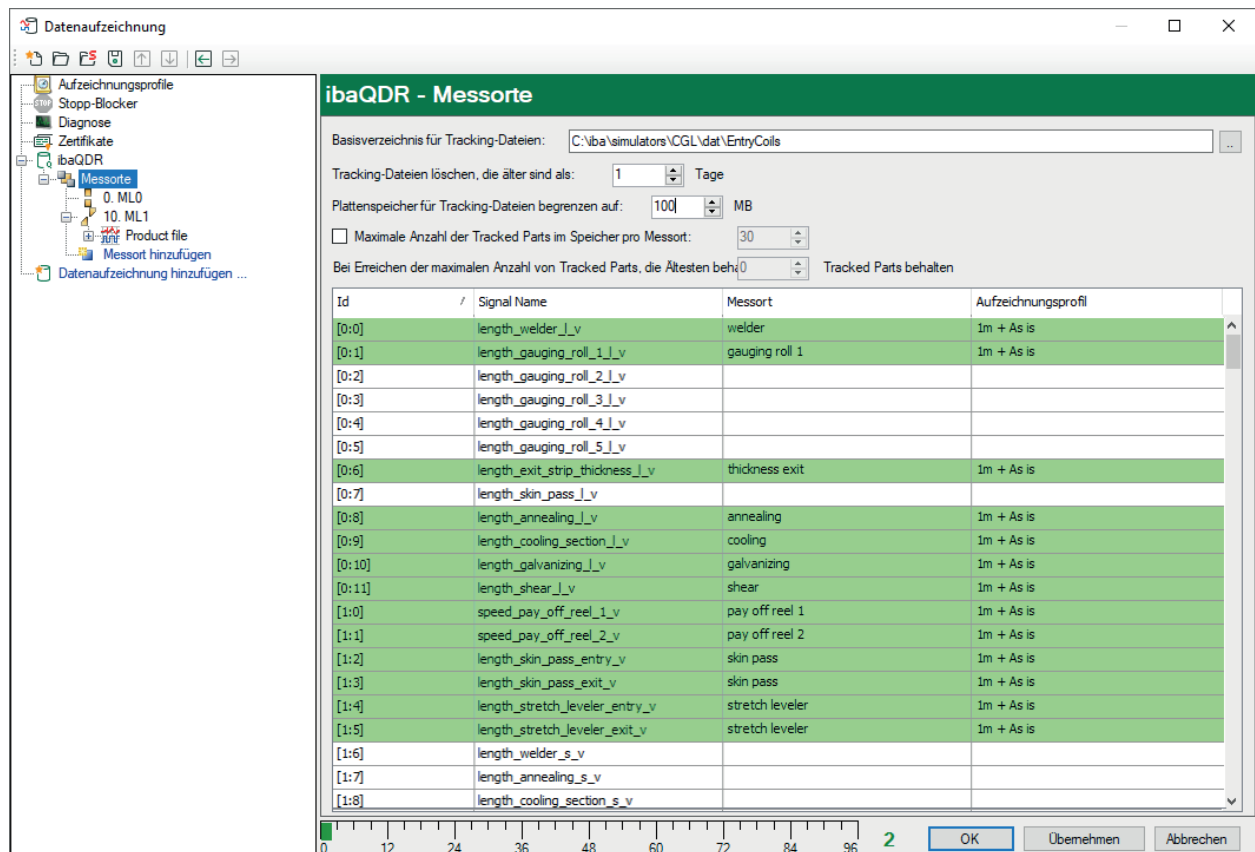 Datenaufzeichnung
Aufzeichnungsprofile
STOP Stopp-Blocker
Diagnose
Zertifikate
ibaQDR
Messorte
0. ML0
10. ML1
Product file
Messort hinzufügen
Datenaufzeichnung hinzufügen ...
ibaQDR - Messorte
Basisverzeichnis für Tracking-Dateien: C:\iba\simulators\CGL\dat\EntryCoils ..
Tracking-Dateien löschen, die älter sind als: 1 Tage
Plattenspeicher für Tracking-Dateien begrenzen auf: 100 MB
Maximale Anzahl der Tracked Parts im Speicher pro Messort: 30
Bei Erreichen der maximalen Anzahl von Tracked Parts, die Ältesten beha 0 Tracked Parts behalten
Id / Signal Name Messort Aufzeichnungsprofil
[0:0] length_welder_l_v welder 1m + As is
[0:1] length_gauging_roll_1_l_v gauging roll 1 1m + As is
[0:2] length_gauging_roll_2_l_v
[0:3] length_gauging_roll_3_l_v
[0:4] length_gauging_roll_4_l_v
[0:5] length_gauging_roll_5_l_v
[0:6] length_exit_strip_thickness_l_v thickness exit 1m + As is
[0:7] length_skin_pass_l_v
[0:8] length_annealing_l_v annealing 1m + As is
[0:9] length_cooling_section_l_v cooling 1m + As is
[0:10] length_galvanizing_l_v galvanizing 1m + As is
[0:11] length_shear_l_v shear 1m + As is
[1:0] speed_pay_off_reel_1_v pay off reel 1 1m + As is
[1:1] speed_pay_off_reel_2_v pay off reel 2 1m + As is
[1:2] length_skin_pass_entry_v skin pass 1m + As is
[1:3] length_skin_pass_exit_v skin pass 1m + As is
[1:4] length_stretch_leveler_entry_v stretch leveler 1m + As is
[1:5] length_stretch_leveler_exit_v stretch leveler 1m + As is
[1:6] length_welder_s_v
[1:7] length_annealing_s_v
[1:8] length_cooling_section_s_v
0 12 24 36 48 60 72 84 96 2 OK Übernehmen Abbrechen